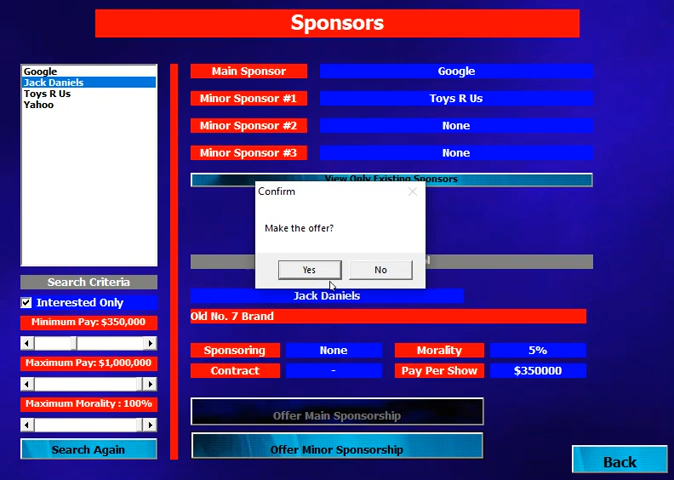 Sponsors
Google
Jack Daniels
Toys R Us
Yahoo
Main Sponsor
Google
Minor Sponsor #1
Toys R Us
Minor Sponsor #2
None
Minor Sponsor #3
None
View Only Existing Sponsors
Confirm
Make the offer?
Yes
No
Search Criteria
Interested Only
Minimum Pay: $350,000
Maximum Pay: $1,000,000
Maximum Morality : 100%
Search Again
Jack Daniels
Old No. 7 Brand
Sponsoring
None
Morality
5%
Contract
-
Pay Per Show
$350000
Offer Main Sponsorship
Offer Minor Sponsorship
Back